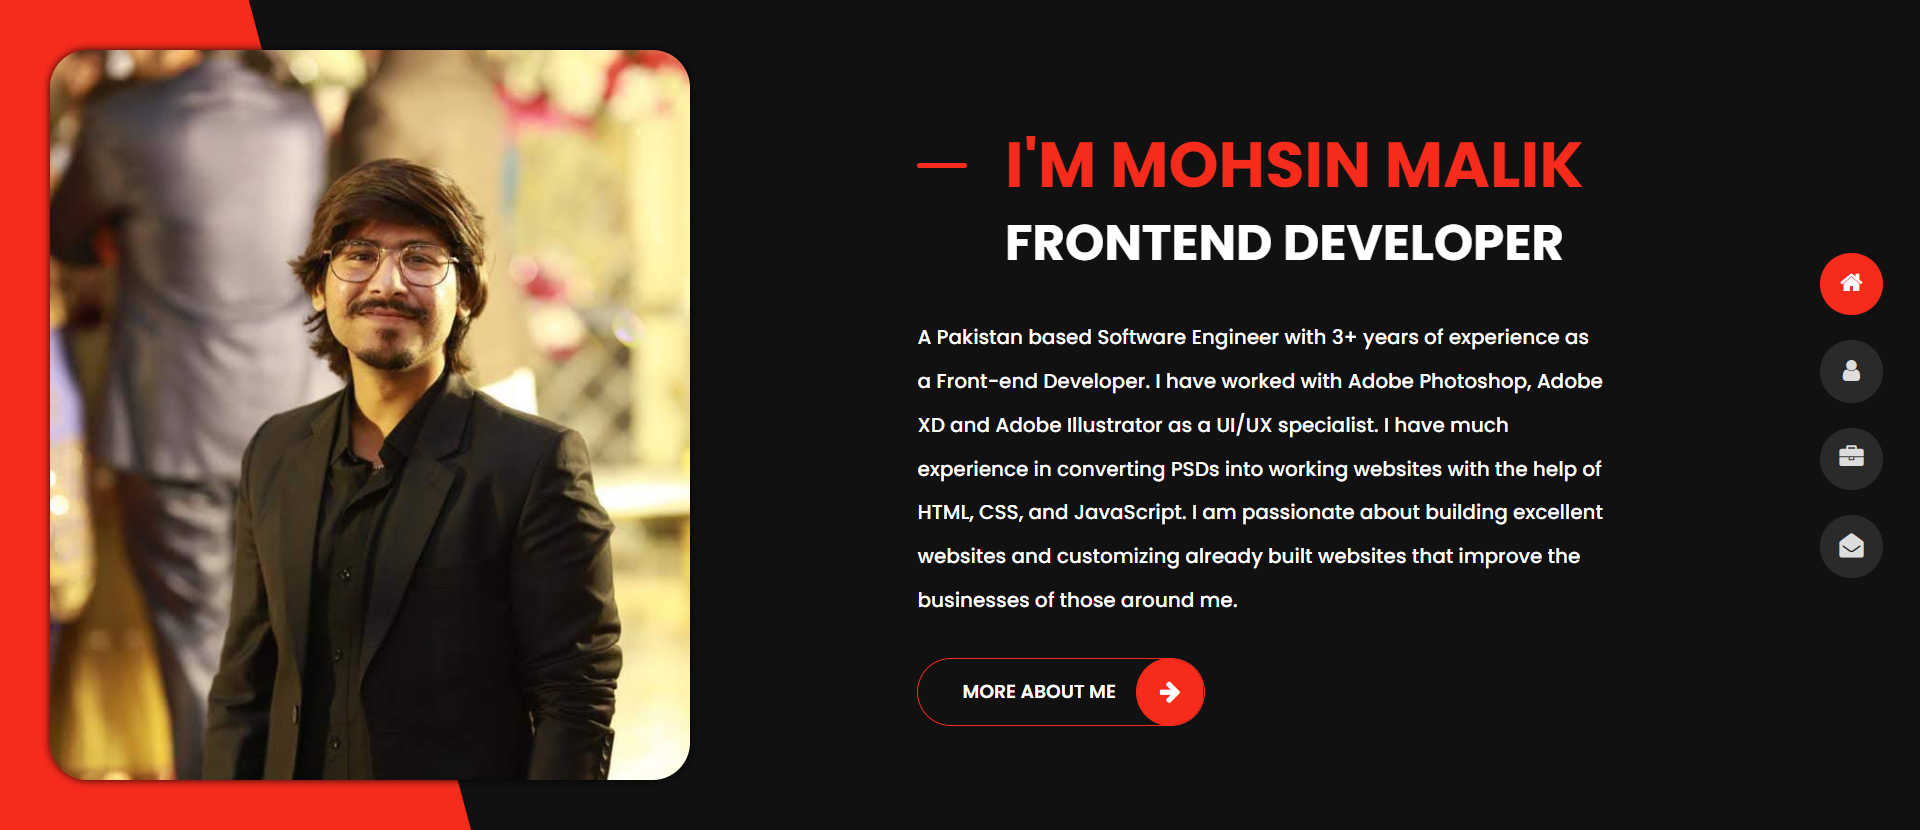 I'M MOHSIN MALIK
FRONTEND DEVELOPER
A Pakistan based Software Engineer with 3+ years of experience as
a Front-end Developer. I have worked with Adobe Photoshop, Adobe
XD and Adobe Illustrator as a UI/UX specialist. I have much
experience in converting PSDs into working websites with the help of
HTML, CSS, and JavaScript. I am passionate about building excellent
websites and customizing already built websites that improve the
businesses of those around me.
MORE ABOUT ME